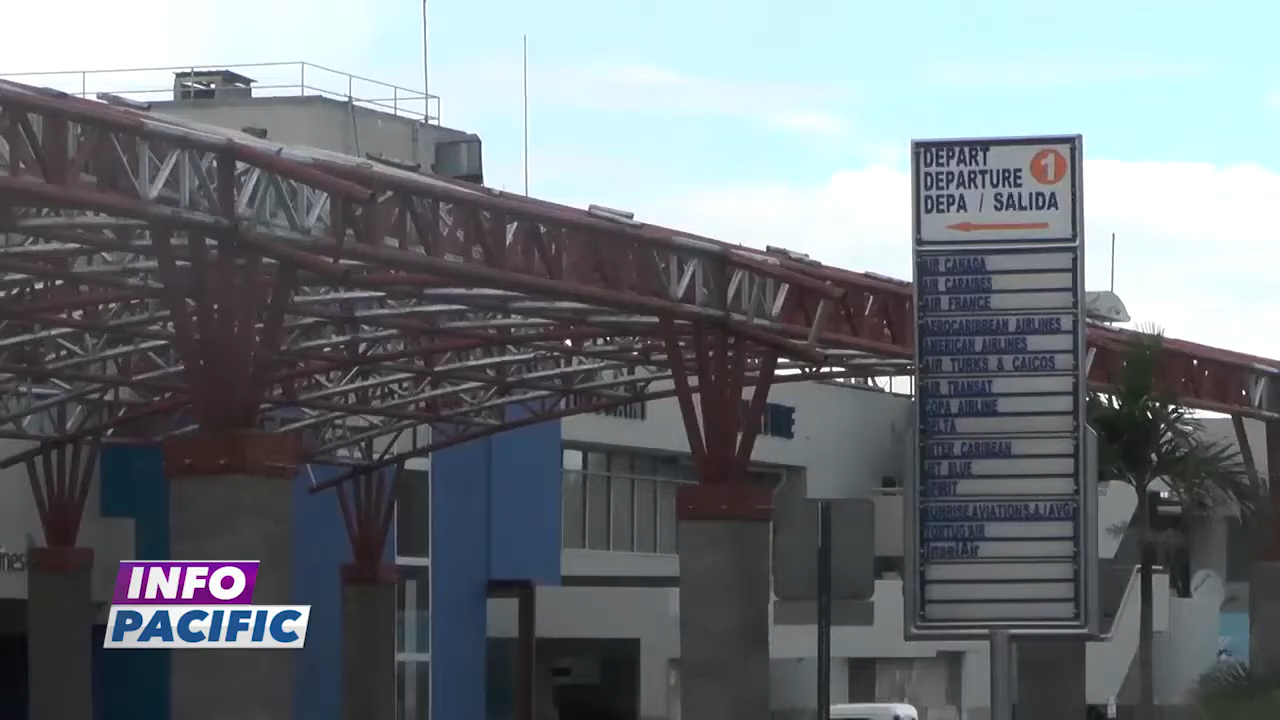 DEPART
DEPARTURE
DEPA / SALIDA
1
AIR CANADA
AIR CARAIBES
AIR FRANCE
AEROCARIBBEAN AIRLINES
AMERICAN AIRLINES
AIR TURKS & CAICOS
AIR TRANSAT
COPA AIRLINE
DELTA
INTER CARIBBEAN
JET BLUE
SPIRIT
SUNRISE AVIATION S.A. (AVG)
TORTUG'AIR
InselAir
INFO
PACIFIC